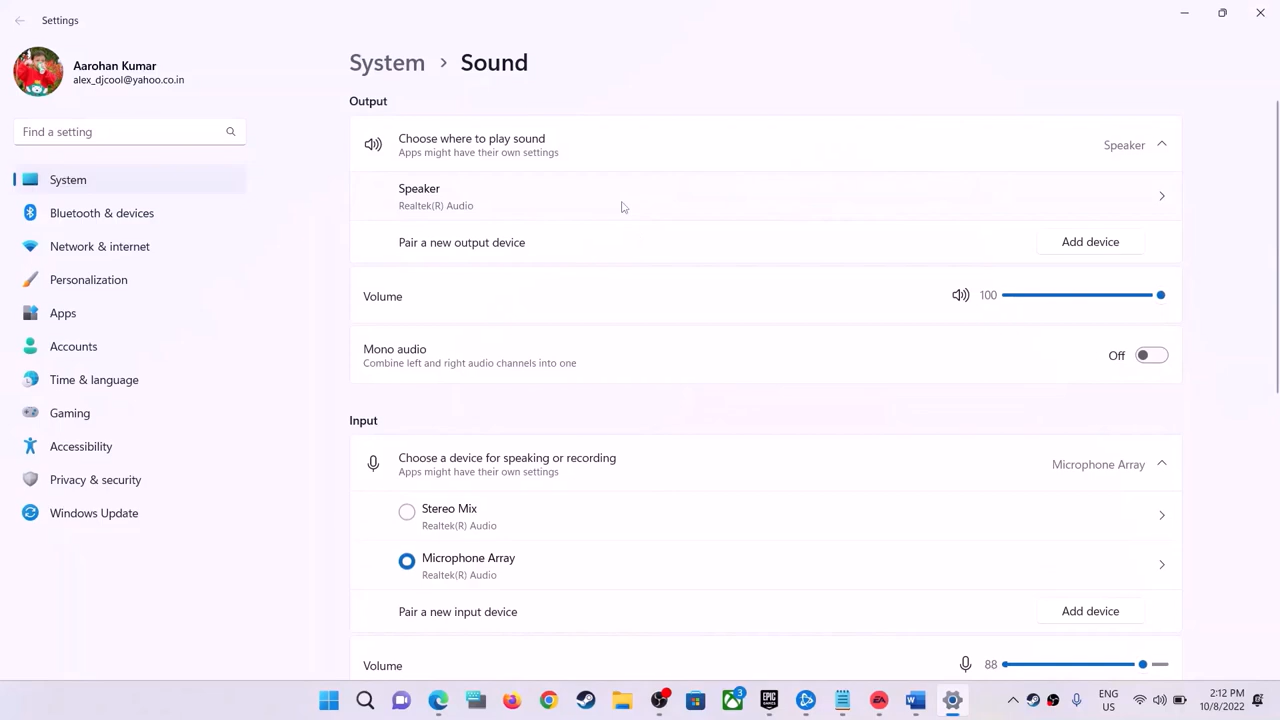 Settings
Aarohan Kumar
alex_djcool@yahoo.co.in
Find a setting
System
Bluetooth & devices
Network & internet
Personalization
Apps
Accounts
Time & language
Gaming
Accessibility
Privacy & security
Windows Update
System › Sound
Output
Choose where to play sound
Apps might have their own settings
Speaker
Speaker
Realtek(R) Audio
Pair a new output device
Add device
Volume
100
Mono audio
Combine left and right audio channels into one
Off
Input
Choose a device for speaking or recording
Apps might have their own settings
Microphone Array
Stereo Mix
Realtek(R) Audio
Microphone Array
Realtek(R) Audio
Pair a new input device
Add device
Volume
88
3
EPIC
GAMES
EA
W
ENG
IN
2:12 PM
10/8/2022